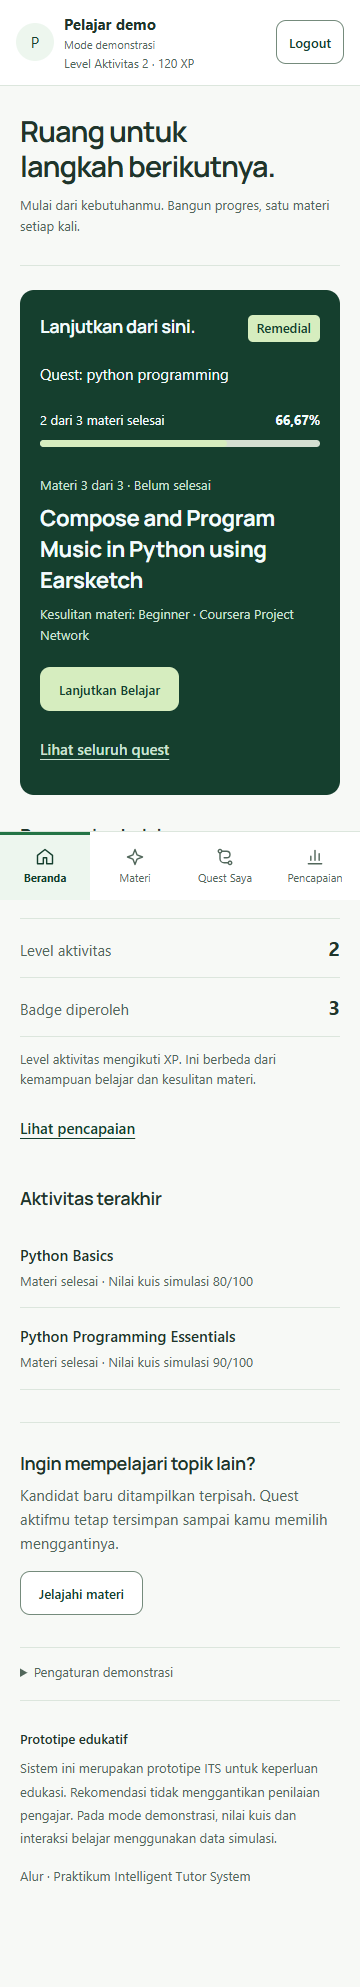 P
Pelajar demo
Mode demonstrasi
Level Aktivitas 2 · 120 XP
Logout
Ruang untuk
langkah berikutnya.
Mulai dari kebutuhanmu. Bangun progres, satu materi
setiap kali.
Lanjutkan dari sini.
Remedial
Quest: python programming
2 dari 3 materi selesai
66,67%
Materi 3 dari 3 · Belum selesai
Compose and Program
Music in Python using
Earsketch
Kesulitan materi: Beginner · Coursera Project
Network
Lanjutkan Belajar
Lihat seluruh quest
Beranda
Materi
Quest Saya
Pencapaian
Level aktivitas
2
Badge diperoleh
3
Level aktivitas mengikuti XP. Ini berbeda dari
kemampuan belajar dan kesulitan materi.
Lihat pencapaian
Aktivitas terakhir
Python Basics
Materi selesai · Nilai kuis simulasi 80/100
Python Programming Essentials
Materi selesai · Nilai kuis simulasi 90/100
Ingin mempelajari topik lain?
Kandidat baru ditampilkan terpisah. Quest
aktifmu tetap tersimpan sampai kamu memilih
menggantinya.
Jelajahi materi
Pengaturan demonstrasi
Prototipe edukatif
Sistem ini merupakan prototipe ITS untuk keperluan
edukasi. Rekomendasi tidak menggantikan penilaian
pengajar. Pada mode demonstrasi, nilai kuis dan
interaksi belajar menggunakan data simulasi.
Alur · Praktikum Intelligent Tutor System